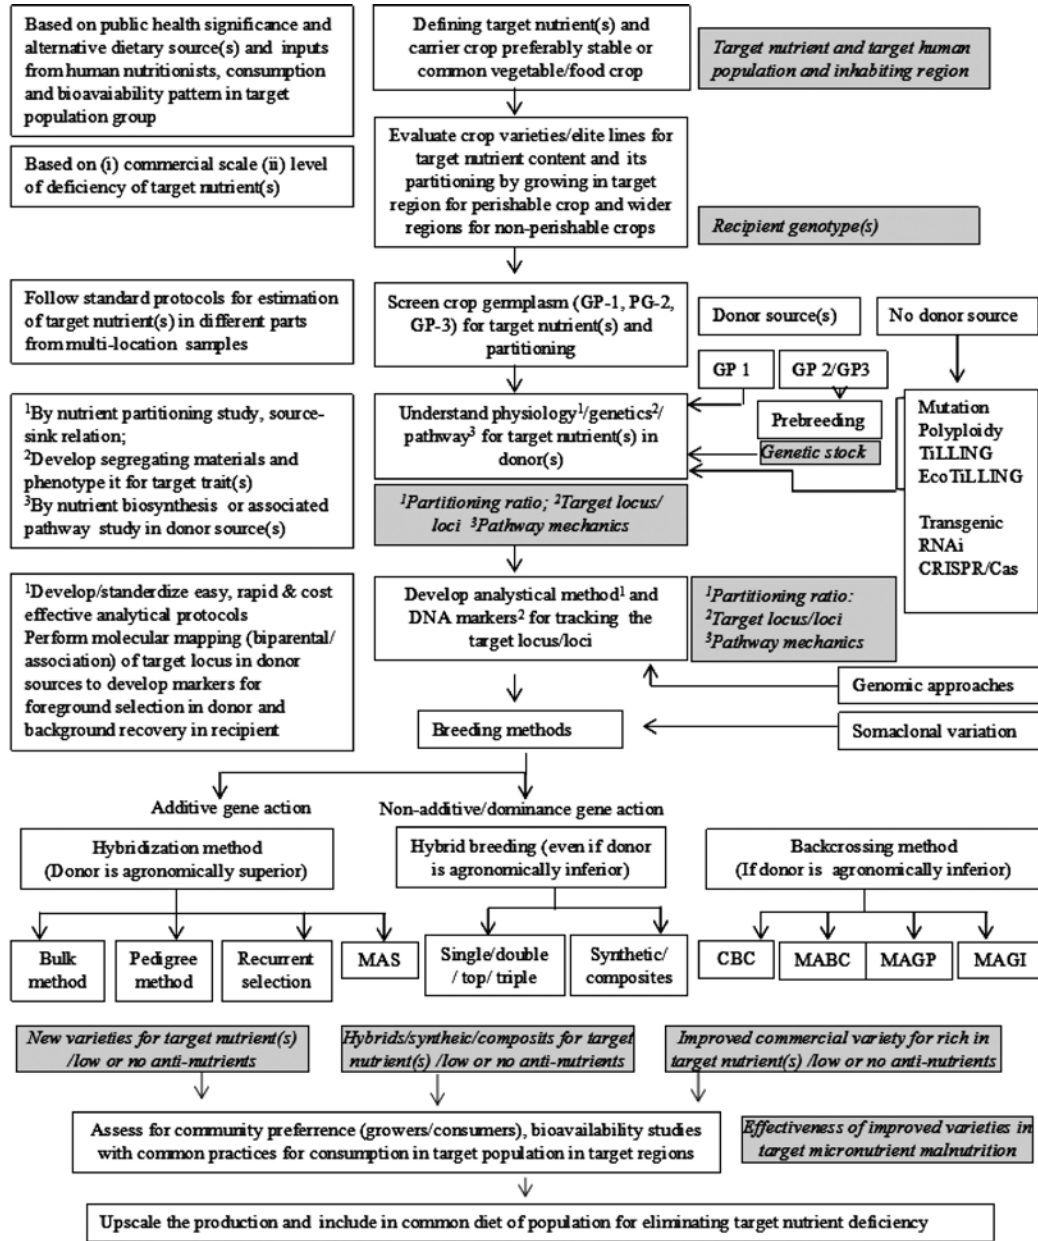 Based on public health significance and
alternative dietary source(s) and inputs
from human nutritionists, consumption
and bioavaiability pattern in target
population group
Defining target nutrient(s) and
carrier crop preferably stable or
common vegetable/food crop
Target nutrient and target human
population and inhabiting region
Based on (i) commercial scale (ii) level
of deficiency of target nutrient(s)
Evaluate crop varieties/elite lines for
target nutrient content and its
partitioning by growing in target
region for perishable crop and wider
regions for non-perishable crops
Recipient genotype(s)
Follow standard protocols for estimation
of target nutrient(s) in different parts
from multi-location samples
Screen crop germplasm (GP-1, PG-2,
GP-3) for target nutrient(s) and
partitioning
Donor source(s)
No donor source
GP 1
GP 2/GP3
Prebreeding
Genetic stock
Mutation
Polyploidy
TiLLING
EcoTiLLING
Transgenic
RNAi
CRISPR/Cas
¹By nutrient partitioning study, source-
sink relation;
²Develop segregating materials and
phenotype it for target trait(s)
³By nutrient biosynthesis or associated
pathway study in donor source(s)
Understand physiology¹/genetics²/
pathway³ for target nutrient(s) in
donor(s)
¹Partitioning ratio; ²Target locus/
loci ³Pathway mechanics
¹Develop/standerdize easy, rapid & cost
effective analytical protocols
Perform molecular mapping (biparental/
association) of target locus in donor
sources to develop markers for
foreground selection in donor and
background recovery in recipient
Develop analystical method¹ and
DNA markers² for tracking the
target locus/loci
¹Partitioning ratio:
²Target locus/loci
³Pathway mechanics
Genomic approaches
Breeding methods
Somaclonal variation
Additive gene action
Non-additive/dominance gene action
Hybridization method
(Donor is agronomically superior)
Hybrid breeding (even if donor
is agronomically inferior)
Backcrossing method
(If donor is agronomically inferior)
Bulk
method
Pedigree
method
Recurrent
selection
MAS
Single/double
/ top/ triple
Synthetic/
composites
CBC
MABC
MAGP
MAGI
New varieties for target nutrient(s)
/low or no anti-nutrients
Hybrids/syntheic/composits for target
nutrient(s) /low or no anti-nutrients
Improved commercial variety for rich in
target nutrient(s) /low or no anti-nutrients
Assess for community preferrence (growers/consumers), bioavailability studies
with common practices for consumption in target population in target regions
Effectiveness of improved varieties in
target micronutrient malnutrition
Upscale the production and include in common diet of population for eliminating target nutrient deficiency